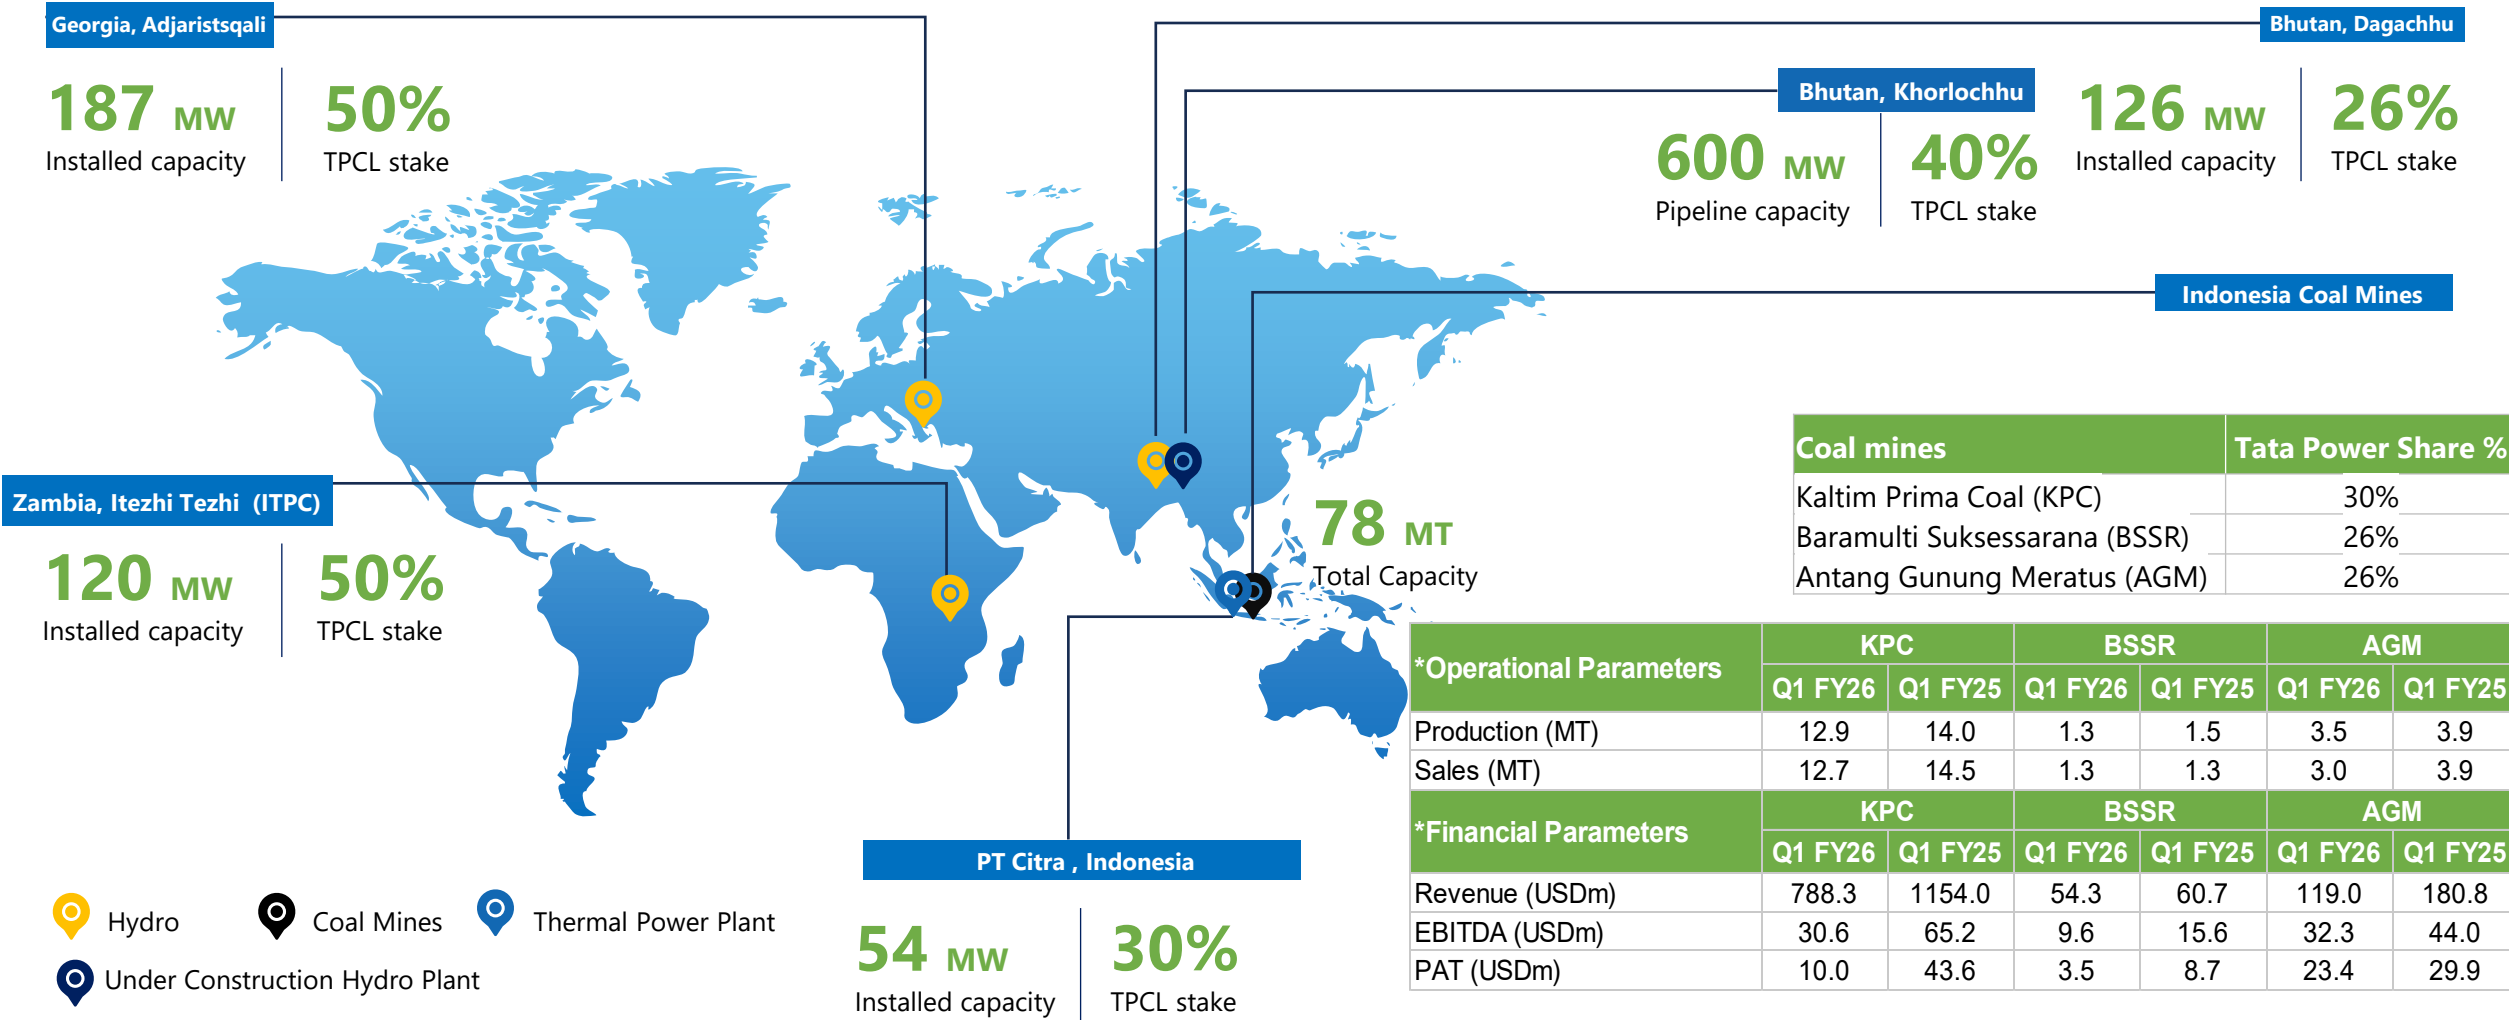 Georgia, Adjaristsqali
187 MW
Installed capacity
50%
TPCL stake
Bhutan, Dagachhu
126 MW
Installed capacity
26%
TPCL stake
Bhutan, Khorlochhu
600 MW
Pipeline capacity
40%
TPCL stake
Indonesia Coal Mines
78 MT
Total Capacity
Coal mines Tata Power Share %
Kaltim Prima Coal (KPC) 30%
Baramulti Suksessarana (BSSR) 26%
Antang Gunung Meratus (AGM) 26%
Zambia, Itezhi Tezhi (ITPC)
120 MW
Installed capacity
50%
TPCL stake
*Operational Parameters KPC BSSR AGM
Q1 FY26 Q1 FY25 Q1 FY26 Q1 FY25 Q1 FY26 Q1 FY25
Production (MT) 12.9 14.0 1.3 1.5 3.5 3.9
Sales (MT) 12.7 14.5 1.3 1.3 3.0 3.9
*Financial Parameters KPC BSSR AGM
Q1 FY26 Q1 FY25 Q1 FY26 Q1 FY25 Q1 FY26 Q1 FY25
Revenue (USDm) 788.3 1154.0 54.3 60.7 119.0 180.8
EBITDA (USDm) 30.6 65.2 9.6 15.6 32.3 44.0
PAT (USDm) 10.0 43.6 3.5 8.7 23.4 29.9
PT Citra , Indonesia
54 MW
Installed capacity
30%
TPCL stake
Hydro
Coal Mines
Thermal Power Plant
Under Construction Hydro Plant